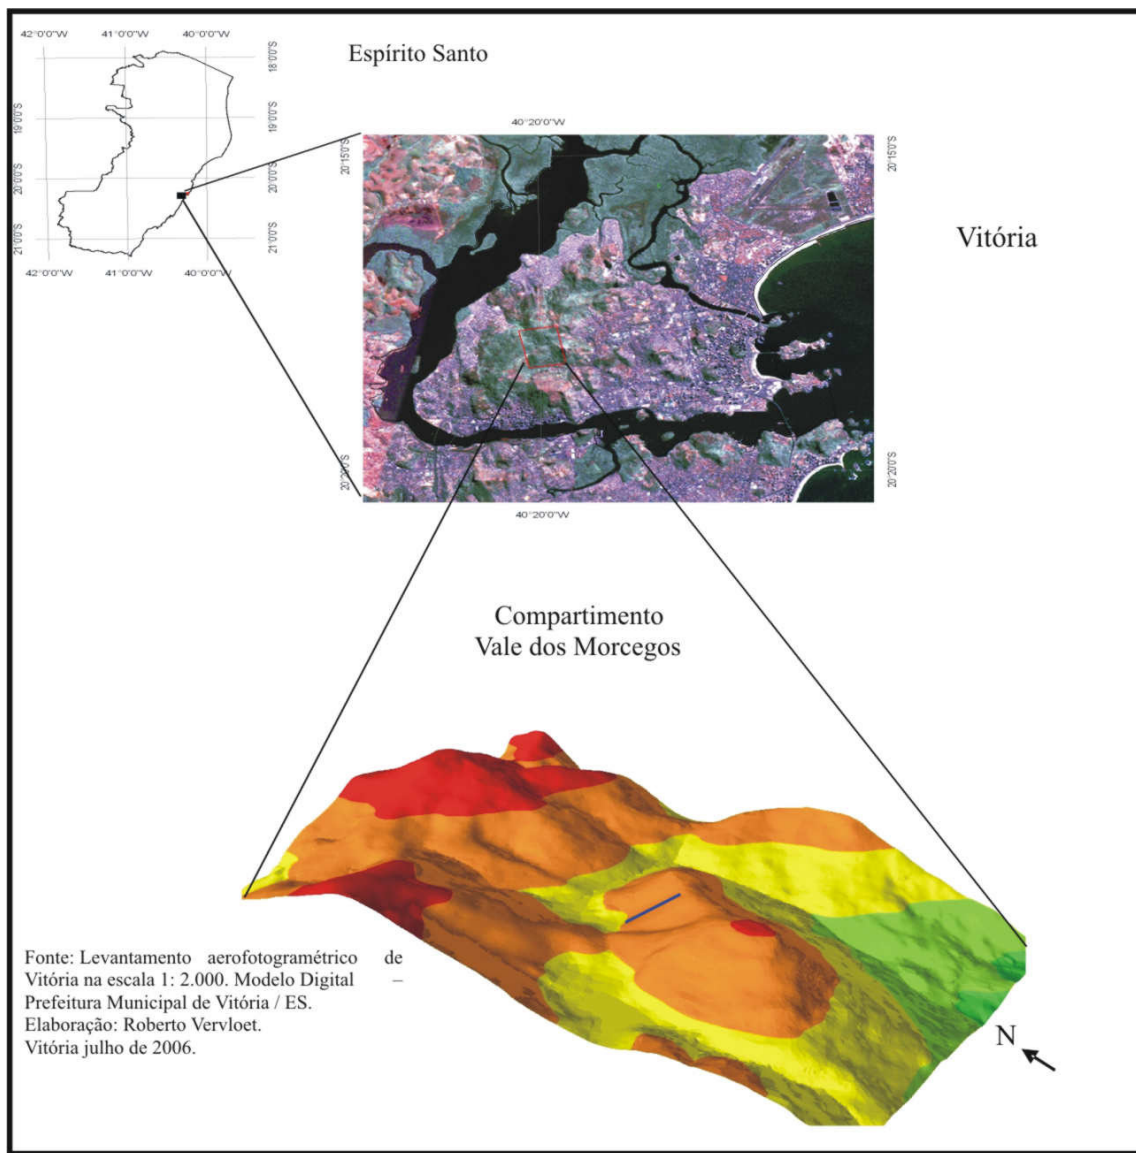 42°0'0"W 41°0'0"W 40°0'0"W
Espírito Santo
18°0'0"S
19°0'0"S 19°0'0"S
20°0'0"S 20°0'0"S
21°0'0"S 21°0'0"S
42°0'0"W 41°0'0"W 40°0'0"W
40°20'0"W
20°15'0"S 20°15'0"S
Vitória
20°20'0"S 20°20'0"S
40°20'0"W
Compartimento
Vale dos Morcegos
Fonte: Levantamento aerofotogramétrico de
Vitória na escala 1: 2.000. Modelo Digital –
Prefeitura Municipal de Vitória / ES.
Elaboração: Roberto Vervloet.
Vitória julho de 2006.
N